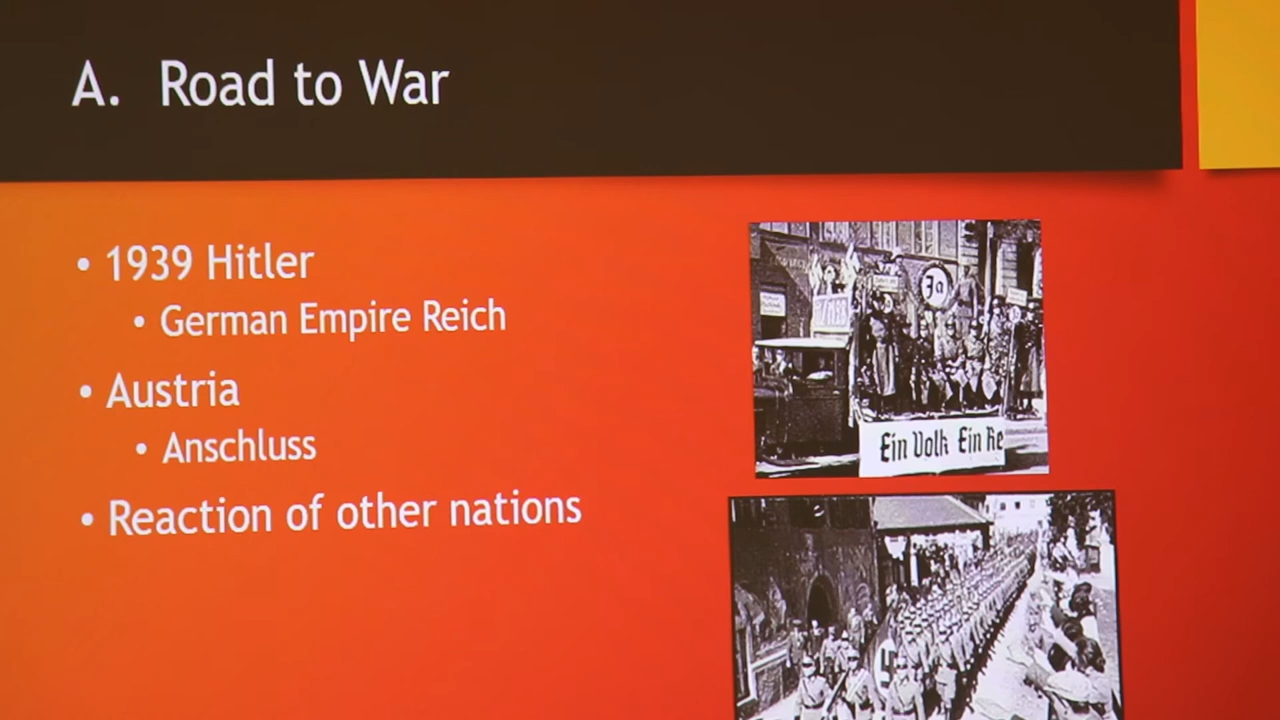 A. Road to War
• 1939 Hitler
• German Empire Reich
• Austria
• Anschluss
• Reaction of other nations
Ja
Ein Volk Ein Re